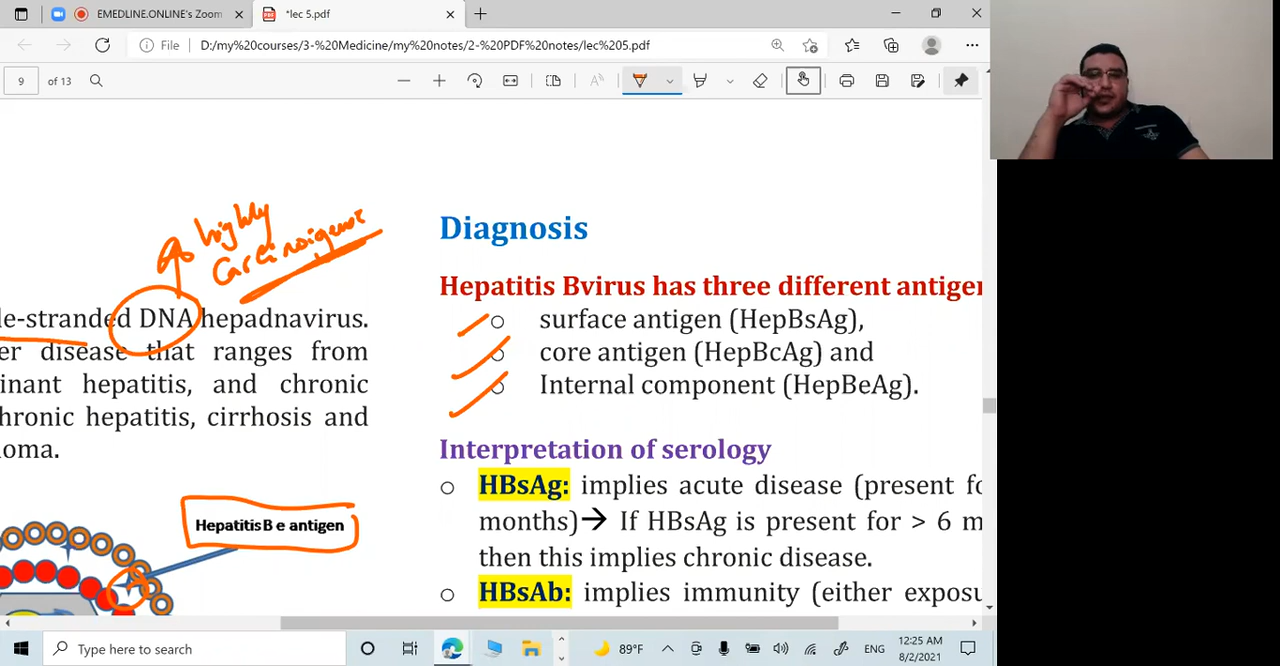 EMEDLINE.ONLINE's Zoom
*lec 5.pdf
File
D:/my%20courses/3-%20Medicine/my%20notes/2-%20PDF%20notes/lec%205.pdf
9 of 13
highly
Carcinoigenic
le-stranded DNA hepadnavirus.
er disease that ranges from
inant hepatitis, and chronic
hronic hepatitis, cirrhosis and
oma.
Hepatitis B e antigen
Diagnosis
Hepatitis Bvirus has three different antigen
surface antigen (HepBsAg),
core antigen (HepBcAg) and
Internal component (HepBeAg).
Interpretation of serology
HBsAg: implies acute disease (present fo
months)→ If HBsAg is present for > 6 m
then this implies chronic disease.
HBsAb: implies immunity (either exposu
Type here to search
89°F
ENG
12:25 AM
8/2/2021